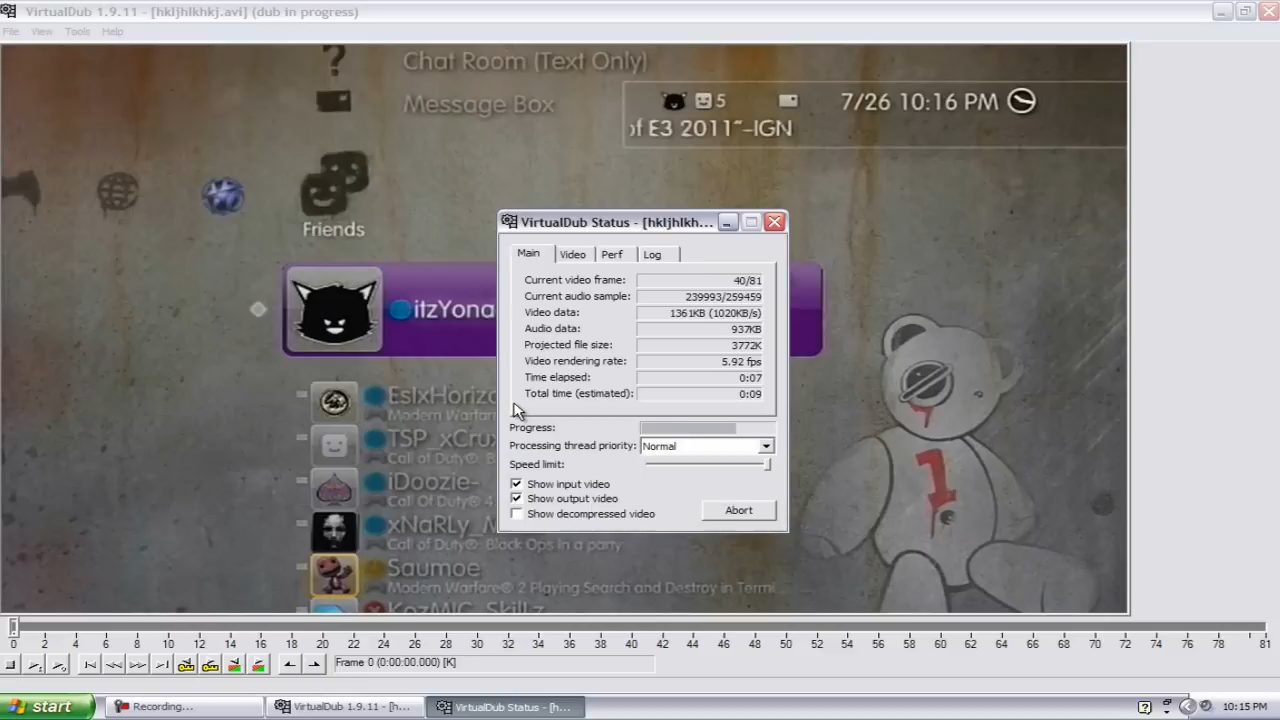 VirtualDub 1.9.11 - [hkljhlkhkj.avi] (dub in progress)
File View Tools Help
? Chat Room (Text Only)
Message Box
5 7/26 10:16 PM
of E3 2011"–IGN
Friends
itzYona
EsIxHorizo
Modern Warfare
TSP_xCrux
Call of Duty®:
iDoozie-
Call Of Duty® 4
xNaRLy_
Call of Duty®: Black Ops In a party
Saumoe
Modern Warfare® 2 Playing Search and Destroy in Termi
KozMIC_Skillz
VirtualDub Status - [hkljhlkh...
Main Video Perf Log
Current video frame: 40/81
Current audio sample: 239993/259459
Video data: 1361KB (1020KB/s)
Audio data: 937KB
Projected file size: 3772K
Video rendering rate: 5.92 fps
Time elapsed: 0:07
Total time (estimated): 0:09
Progress:
Processing thread priority: Normal
Speed limit:
Show input video
Show output video
Show decompressed video
Abort
1
0 2 4 6 8 10 12 14 16 18 20 22 24 26 28 30 32 34 36 38 40 42 44 46 48 50 52 54 56 58 60 62 64 66 68 70 72 74 76 78 81
Frame 0 (0:00:00.000) [K]
start Recording... VirtualDub 1.9.11 - [h... VirtualDub Status - [h... 10:15 PM